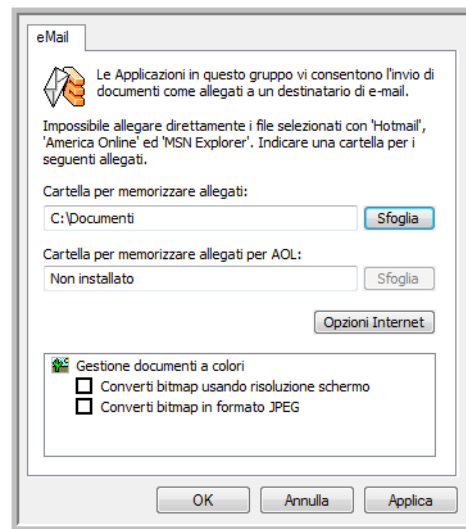 eMail
Le Applicazioni in questo gruppo vi consentono l'invio di
documenti come allegati a un destinatario di e-mail.
Impossibile allegare direttamente i file selezionati con 'Hotmail',
'America Online' ed 'MSN Explorer'. Indicare una cartella per i
seguenti allegati.
Cartella per memorizzare allegati:
C:\Documenti
Sfoglia
Cartella per memorizzare allegati per AOL:
Non installato
Sfoglia
Opzioni Internet
Gestione documenti a colori
Converti bitmap usando risoluzione schermo
Converti bitmap in formato JPEG
OK
Annulla
Applica